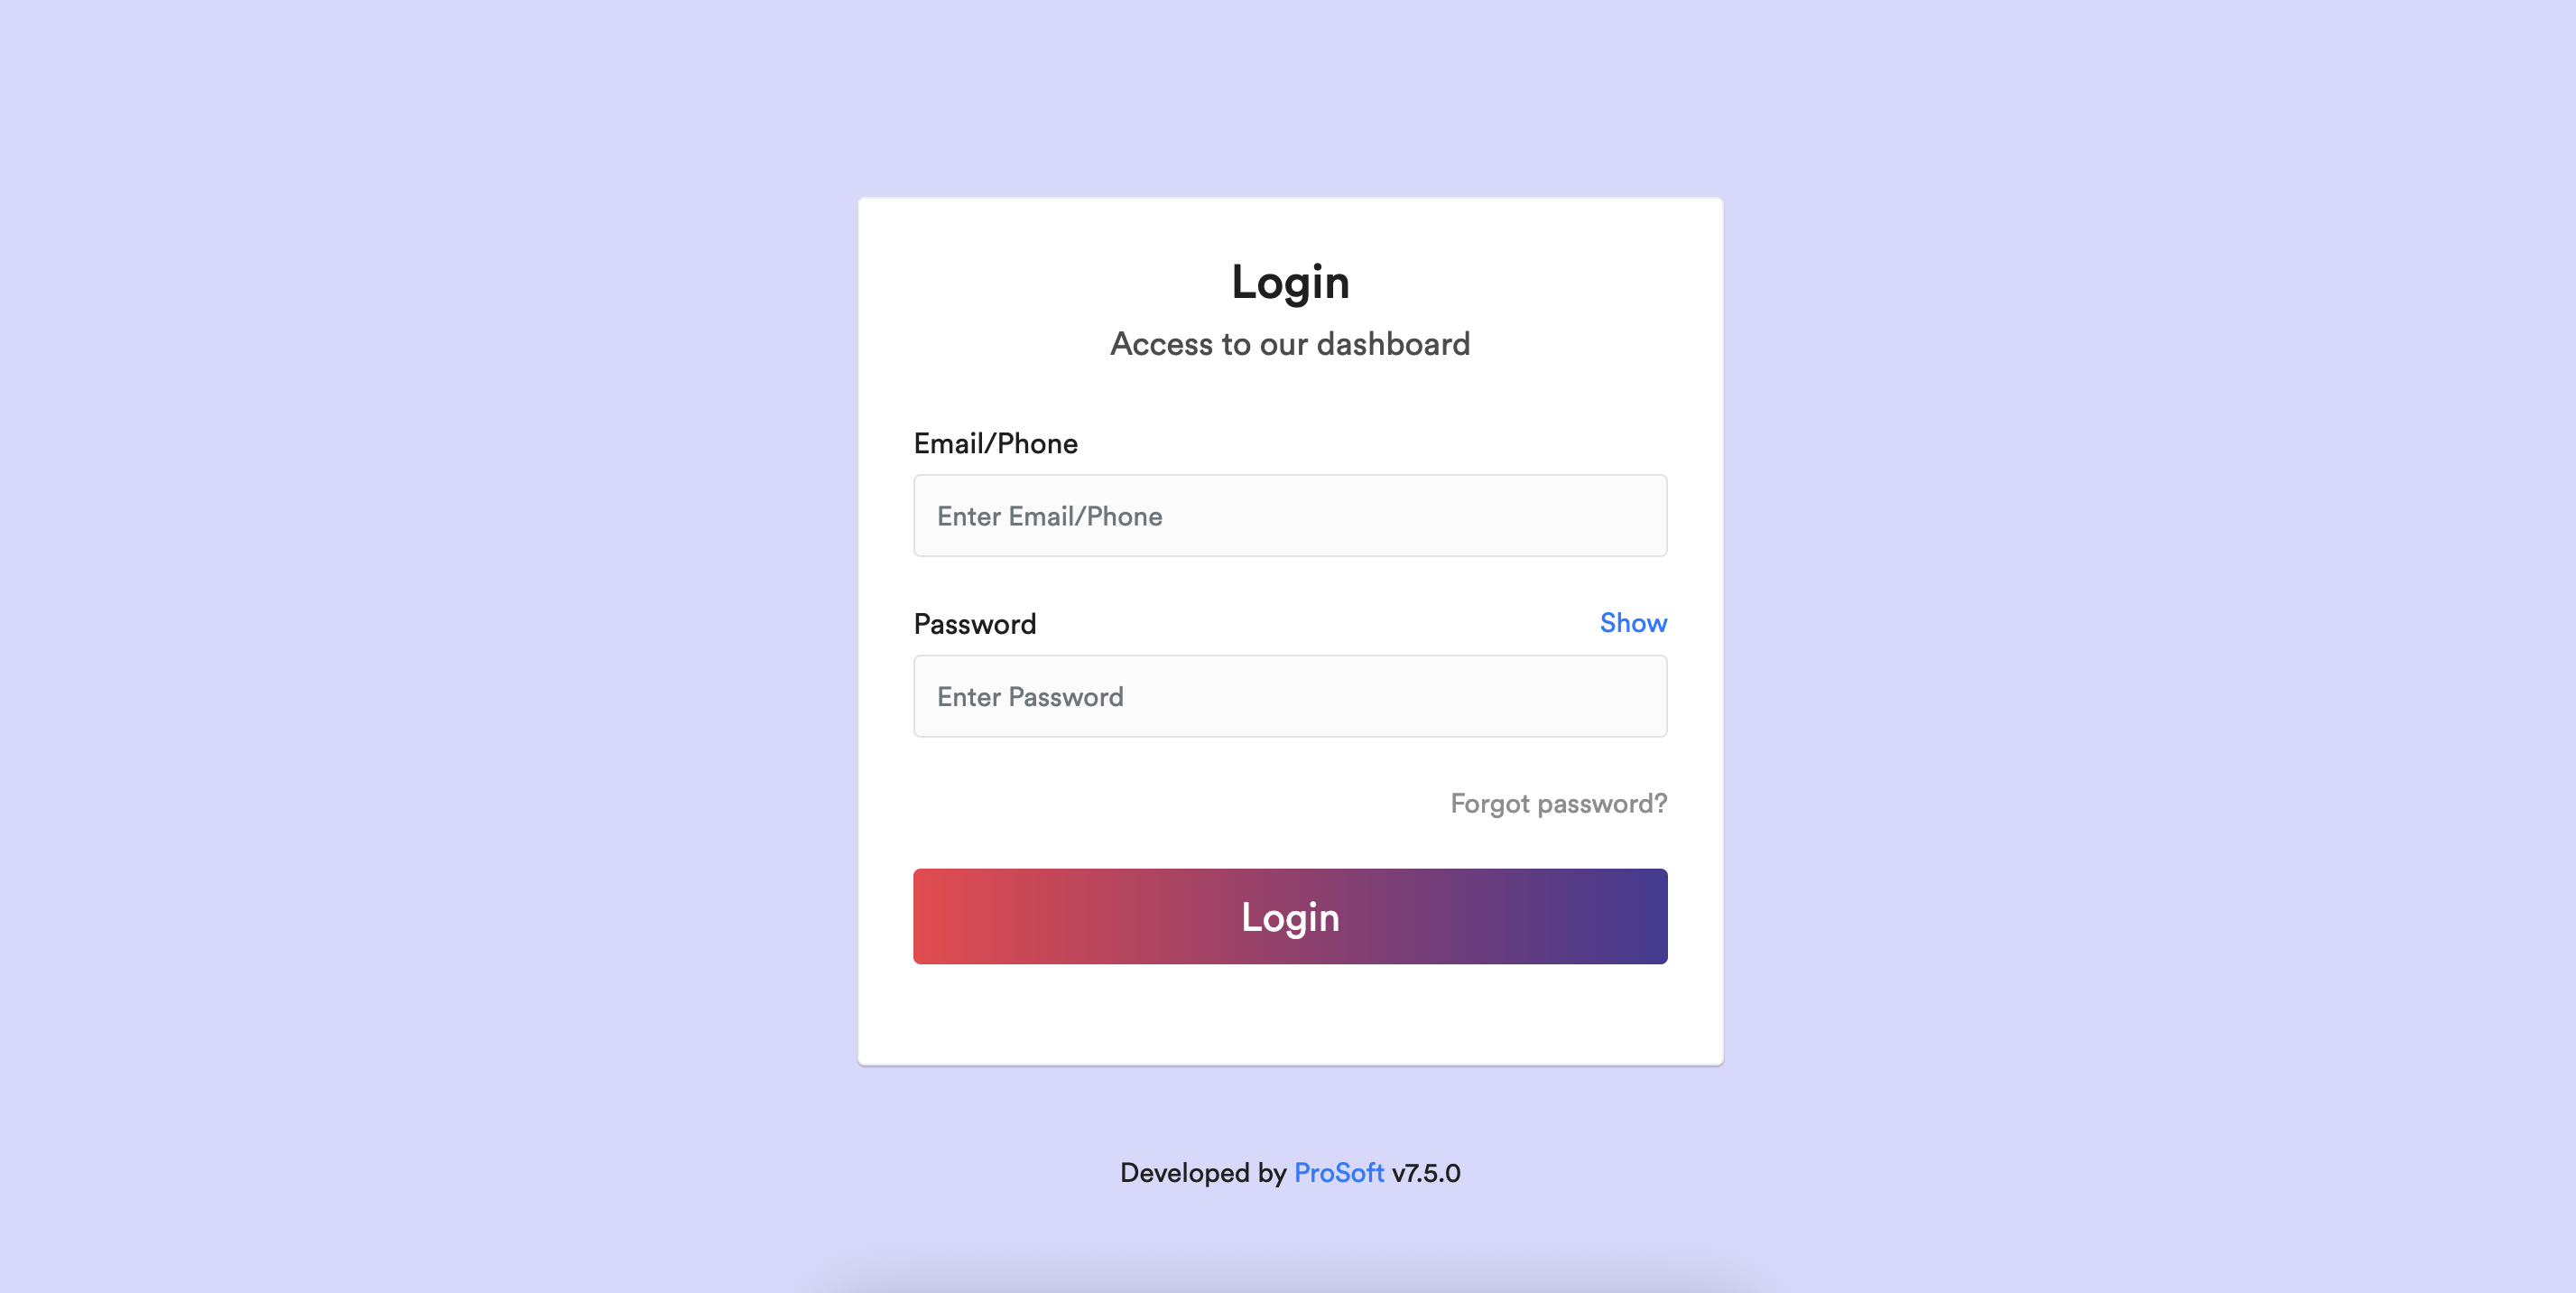 Login
Access to our dashboard
Email/Phone
Enter Email/Phone
Password Show
Enter Password
Forgot password?
Login
Developed by ProSoft v7.5.0